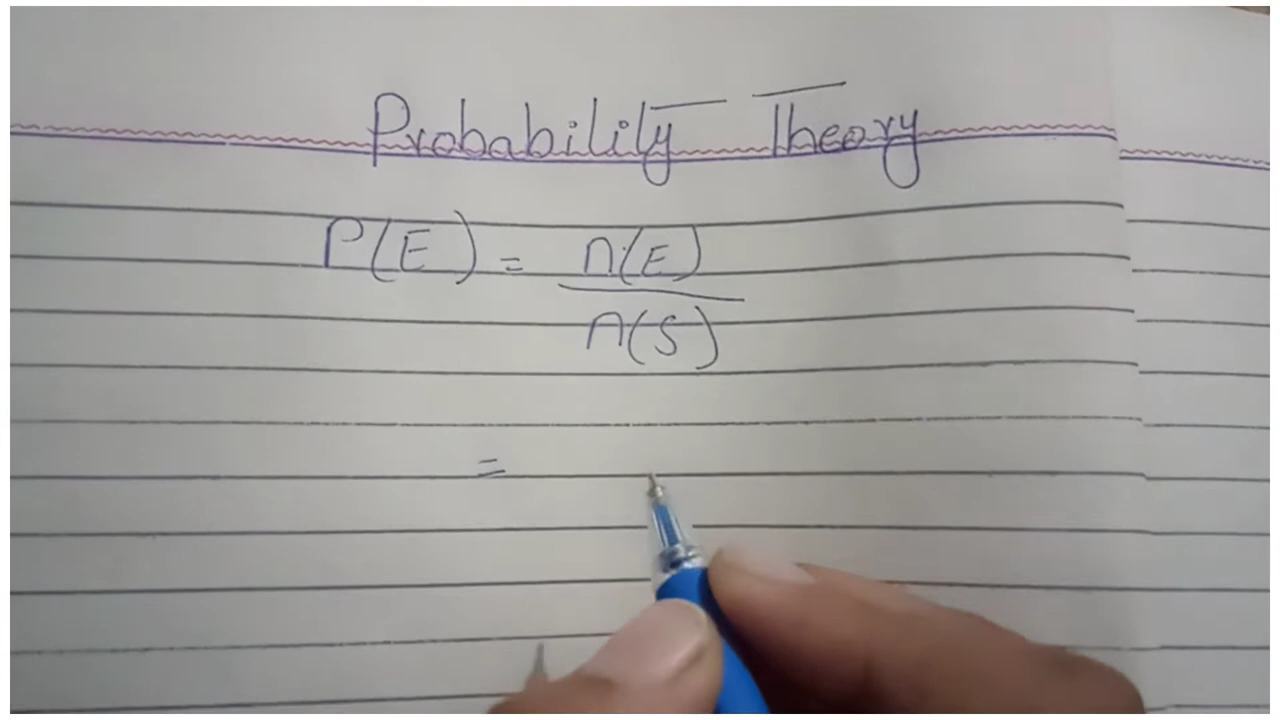 Probability Theory
P(E) = n(E)
n(S)
=